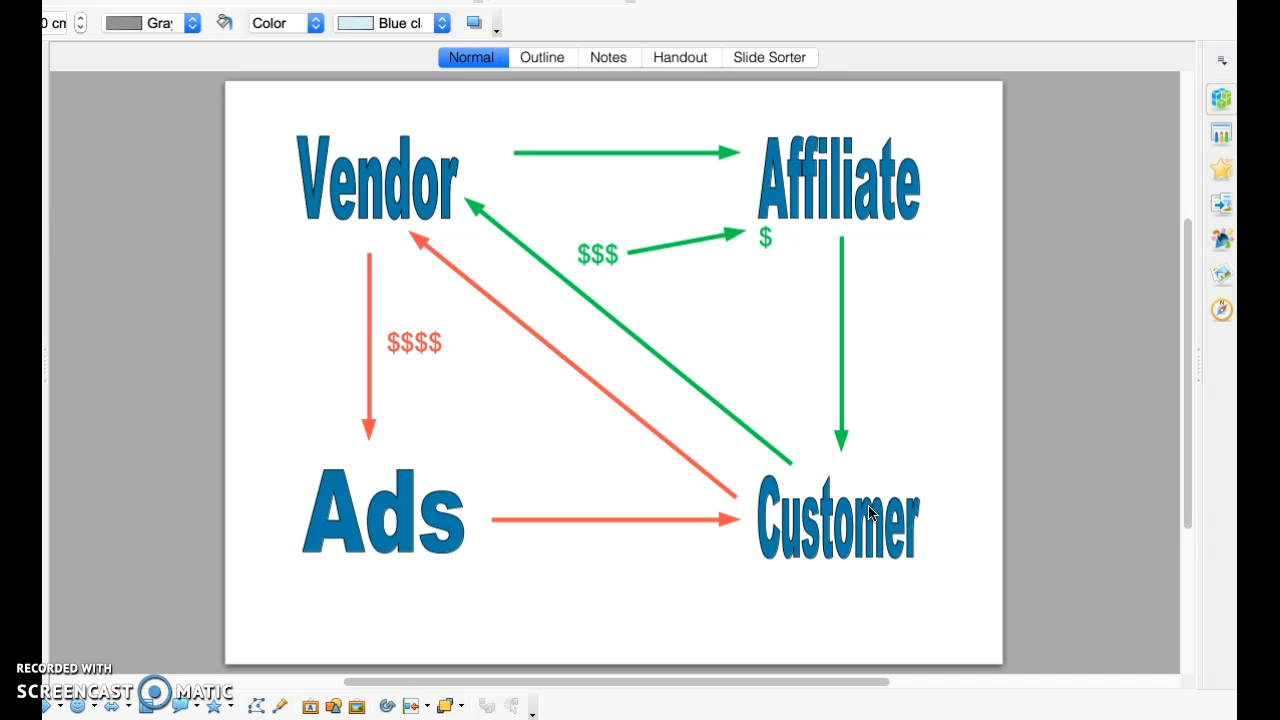 0 cm Gray Color Blue cl
Normal Outline Notes Handout Slide Sorter
Vendor Affiliate
$$$ $
$$$$
Ads Customer
RECORDED WITH
SCREENCAST MATIC